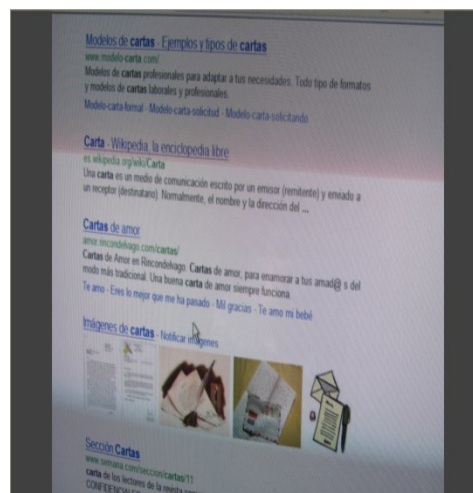 Modelos de cartas - Ejemplos y tipos de cartas
www.modelo-carta.com/
Modelos de cartas profesionales para adaptar a tus necesidades. Todo tipo de formatos
y modelos de cartas laborales y profesionales.
Modelo-carta-formal - Modelo-carta-solicitud - Modelo-carta-solicitando
Carta - Wikipedia, la enciclopedia libre
es.wikipedia.org/wiki/Carta
Una carta es un medio de comunicación escrito por un emisor (remitente) y enviado a
un receptor (destinatario). Normalmente, el nombre y la dirección del ...
Cartas de amor
amor.rincondelvago.com/cartas/
Cartas de Amor en Rincondelvago. Cartas de amor, para enamorar a tus amad@ s del
modo más tradicional. Una buena carta de amor siempre funciona.
Te amo - Eres lo mejor que me ha pasado - Mil gracias - Te amo mi bebé
Imágenes de cartas - Notificar imágenes
Sección Cartas
www.semana.com/seccion/cartas/11
carta de los lectores de la revista